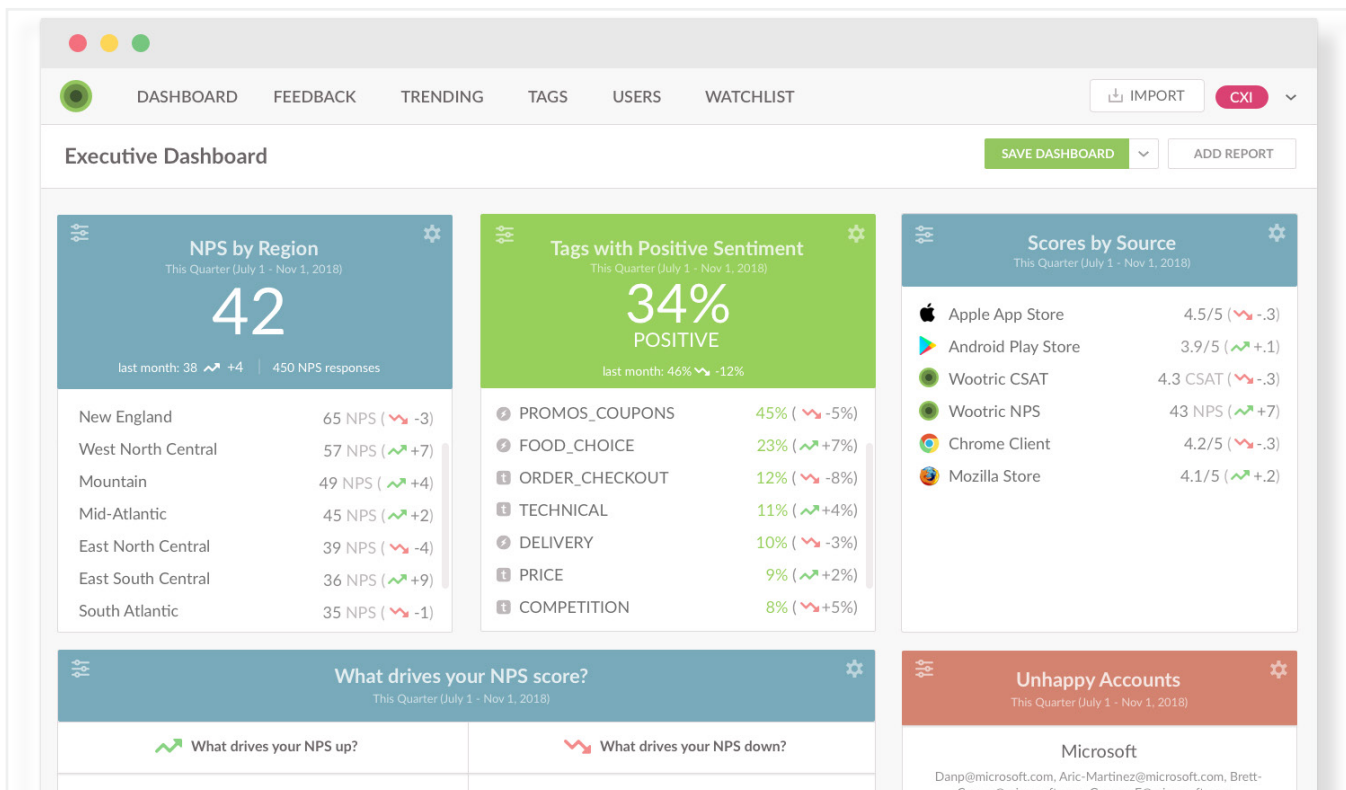 DASHBOARD FEEDBACK TRENDING TAGS USERS WATCHLIST IMPORT CXI
Executive Dashboard SAVE DASHBOARD ADD REPORT
NPS by Region
This Quarter (July 1 - Nov 1, 2018)
42
last month: 38 +4 450 NPS responses
New England 65 NPS ( -3)
West North Central 57 NPS ( +7)
Mountain 49 NPS ( +4)
Mid-Atlantic 45 NPS ( +2)
East North Central 39 NPS ( -4)
East South Central 36 NPS ( +9)
South Atlantic 35 NPS ( -1)
Tags with Positive Sentiment
This Quarter (July 1 - Nov 1, 2018)
34%
POSITIVE
last month: 46% -12%
PROMOS_COUPONS 45% ( -5%)
FOOD_CHOICE 23% ( +7%)
t ORDER_CHECKOUT 12% ( -8%)
t TECHNICAL 11% ( +4%)
DELIVERY 10% ( -3%)
t PRICE 9% ( +2%)
t COMPETITION 8% ( +5%)
Scores by Source
This Quarter (July 1 - Nov 1, 2018)
Apple App Store 4.5/5 ( -.3)
Android Play Store 3.9/5 ( +.1)
Wootric CSAT 4.3 CSAT ( -.3)
Wootric NPS 43 NPS ( +7)
Chrome Client 4.2/5 ( -.3)
Mozilla Store 4.1/5 ( +.2)
What drives your NPS score?
This Quarter (July 1 - Nov 1, 2018)
What drives your NPS up? What drives your NPS down?
Unhappy Accounts
This Quarter (July 1 - Nov 1, 2018)
Microsoft
Danp@microsoft.com, Aric-Martinez@microsoft.com, Brett-